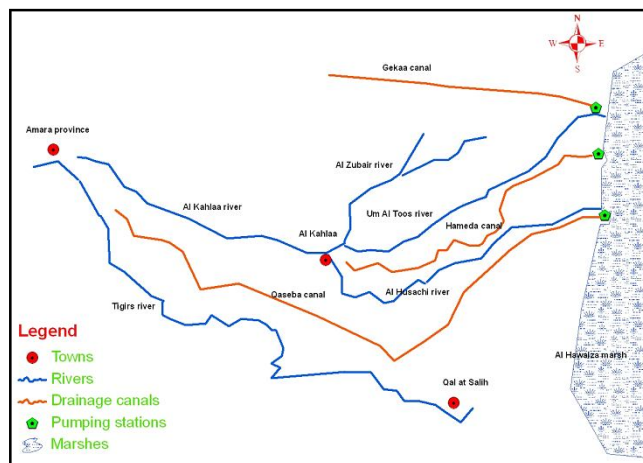 N
W E
S
Gekaa canal
Amara province
Al Zubair river
Al Kahlaa river
Um Al Toos river
Al Kahlaa
Hameda canal
Qaseba canal
Al Husachi river
Tigirs river
Legend
Towns
Rivers
Drainage canals
Pumping stations
Marshes
Al Hawaiza marsh
Qal at Salih